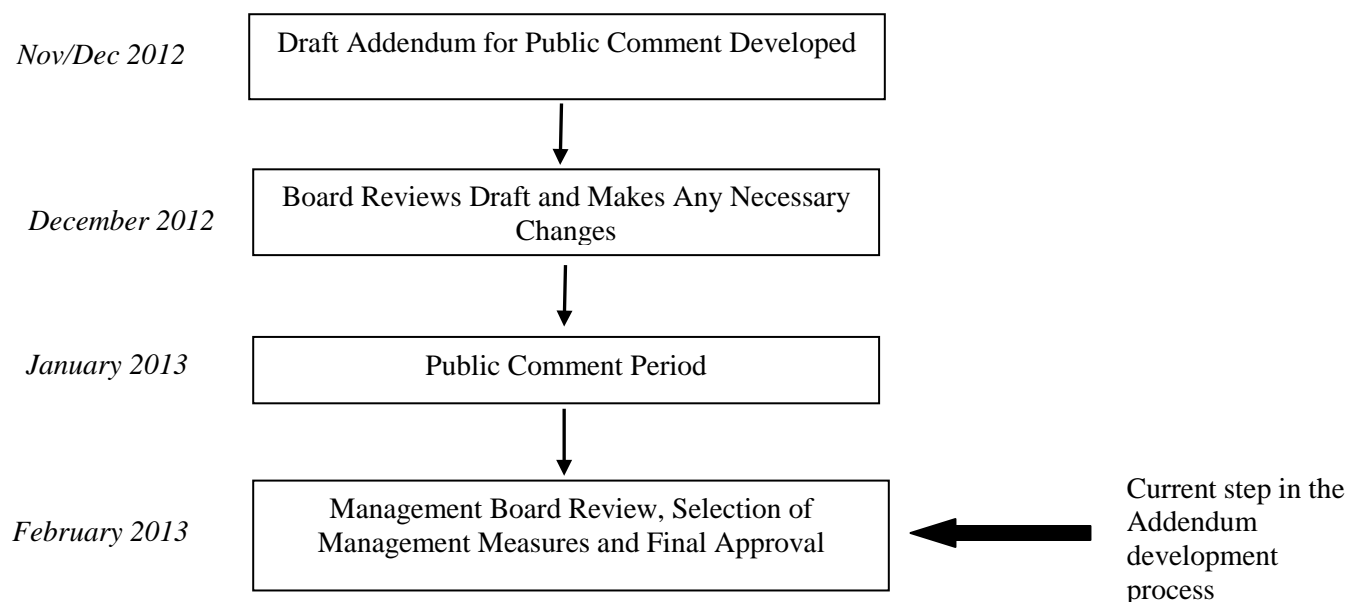 Nov/Dec 2012
Draft Addendum for Public Comment Developed
December 2012
Board Reviews Draft and Makes Any Necessary
Changes
January 2013
Public Comment Period
February 2013
Management Board Review, Selection of
Management Measures and Final Approval
Current step in the
Addendum
development
process